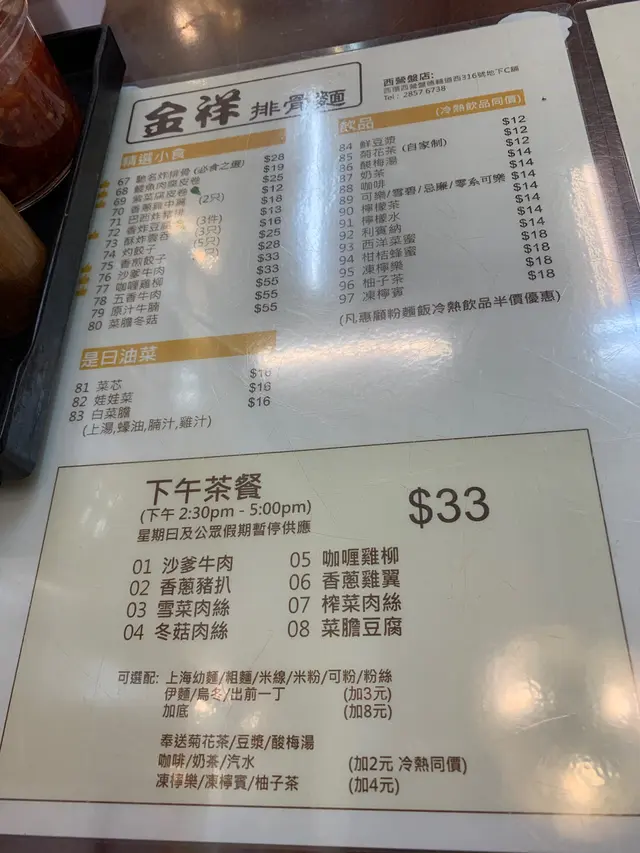 金祥 排骨麵
西營盤店:
西環西營盤德輔道西316號地下C舖
Tel : 2857 6738
精選小食
67 馳名炸排骨 (必食之選) $28
68 鯪魚肉腐皮卷 $19
69 紫菜腐皮卷 $25
70 香蔥雞中翼 (2只) $12
71 巴西炸豬排 $18
72 香炸豆腐 (3件) $13
73 酥炸雲吞 (5只) $16
74 灼餃子 $25
75 香煎餃子 $28
76 沙爹牛肉 $33
77 咖喱雞柳 $33
78 五香牛肉 $55
79 原汁牛腩 $55
80 菜膽冬菇 $55
飲品 (冷熱飲品同價)
84 鮮豆漿 $12
85 菊花茶 (自家制) $12
86 酸梅湯 $12
87 奶茶 $14
88 咖啡 $14
89 可樂/雪碧/忌廉/零系可樂 $14
90 檸檬茶 $14
91 檸檬水 $14
92 利賓納 $14
93 西洋菜蜜 $18
94 柑桔蜂蜜 $18
95 凍檸樂 $18
96 柚子茶 $18
97 凍檸賓 $18
(凡惠顧粉麵飯冷熱飲品半價優惠)
是日油菜
81 菜芯 $16
82 娃娃菜 $16
83 白菜膽 $16
(上湯,蠔油,腩汁,雞汁)
下午茶餐
(下午 2:30pm - 5:00pm)
星期日及公眾假期暫停供應
$33
01 沙爹牛肉
02 香蔥豬扒
03 雪菜肉絲
04 冬菇肉絲
05 咖喱雞柳
06 香蔥雞翼
07 榨菜肉絲
08 菜膽豆腐
可選配: 上海幼麵/粗麵/米線/米粉/可粉/粉絲
伊麵/烏冬/出前一丁 (加3元)
加底 (加8元)
奉送菊花茶/豆漿/酸梅湯
咖啡/奶茶/汽水 (加2元 冷熱同價)
凍檸樂/凍檸賓/柚子茶 (加4元)